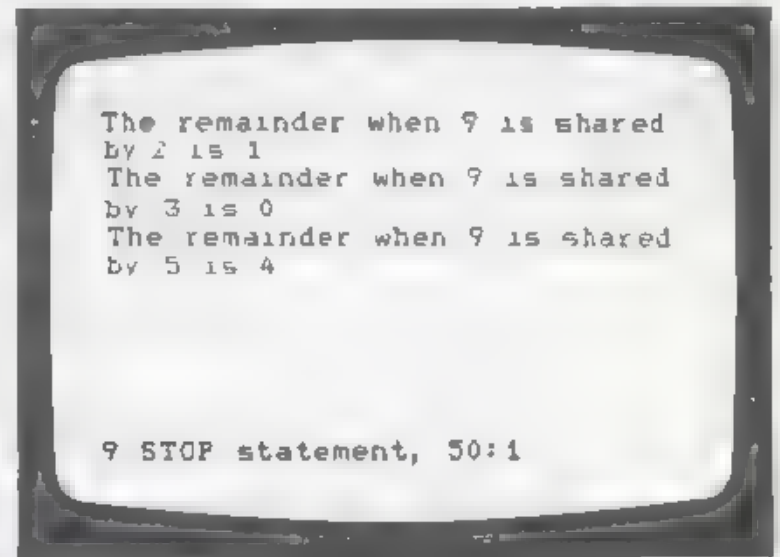 The remainder when 9 is shared
by 2 is 1
The remainder when 9 is shared
by 3 is 0
The remainder when 9 is shared
by 5 is 4
9 STOP statement, 50:1